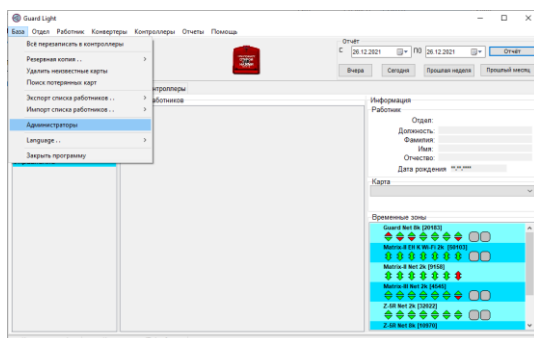 Guard Light
База Отдел Работник Конвертеры Контроллеры Отчеты Помощь
Всё перезаписать в контроллеры
Резервная копия . .
Удалить неизвестные карты
Поиск потерянных карт
Экспорт списка работников . .
Импорт списка работников . .
Администраторы
Language . .
Закрыть программу
Отчёт
С 26.12.2021 ПО 26.12.2021 Отчёт
Вчера Сегодня Прошлая неделя Прошлый месяц
нтроллеры
аботников
Информация
Работник
Отдел:
Должность:
Фамилия:
Имя:
Отчество:
Дата рождения **.**.****
Карта
Временные зоны
Guard Net 8k [20183]
Matrix-II EH K Wi-Fi 2k [50103]
Matrix-II Net 2k [9158]
Matrix-III Net 2k [4545]
Z-5R Net 2k [32022]
Z-5R Net 8k [10970]